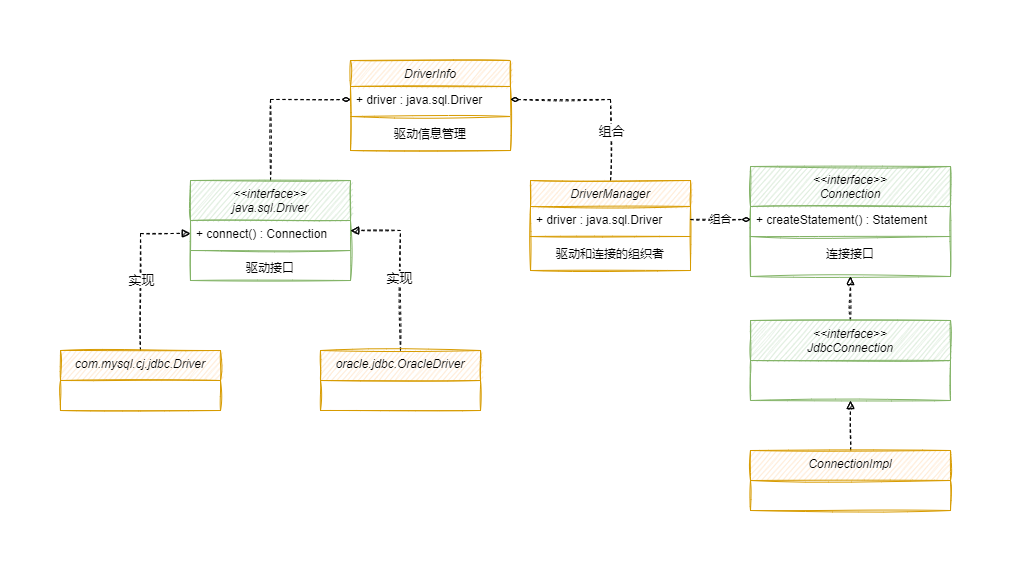 DriverInfo
+ driver : java.sql.Driver
驱动信息管理
组合
<<interface>>
java.sql.Driver
+ connect() : Connection
驱动接口
DriverManager
+ driver : java.sql.Driver
驱动和连接的组织者
组合
<<interface>>
Connection
+ createStatement() : Statement
连接接口
实现
实现
<<interface>>
JdbcConnection
com.mysql.cj.jdbc.Driver
oracle.jdbc.OracleDriver
ConnectionImpl